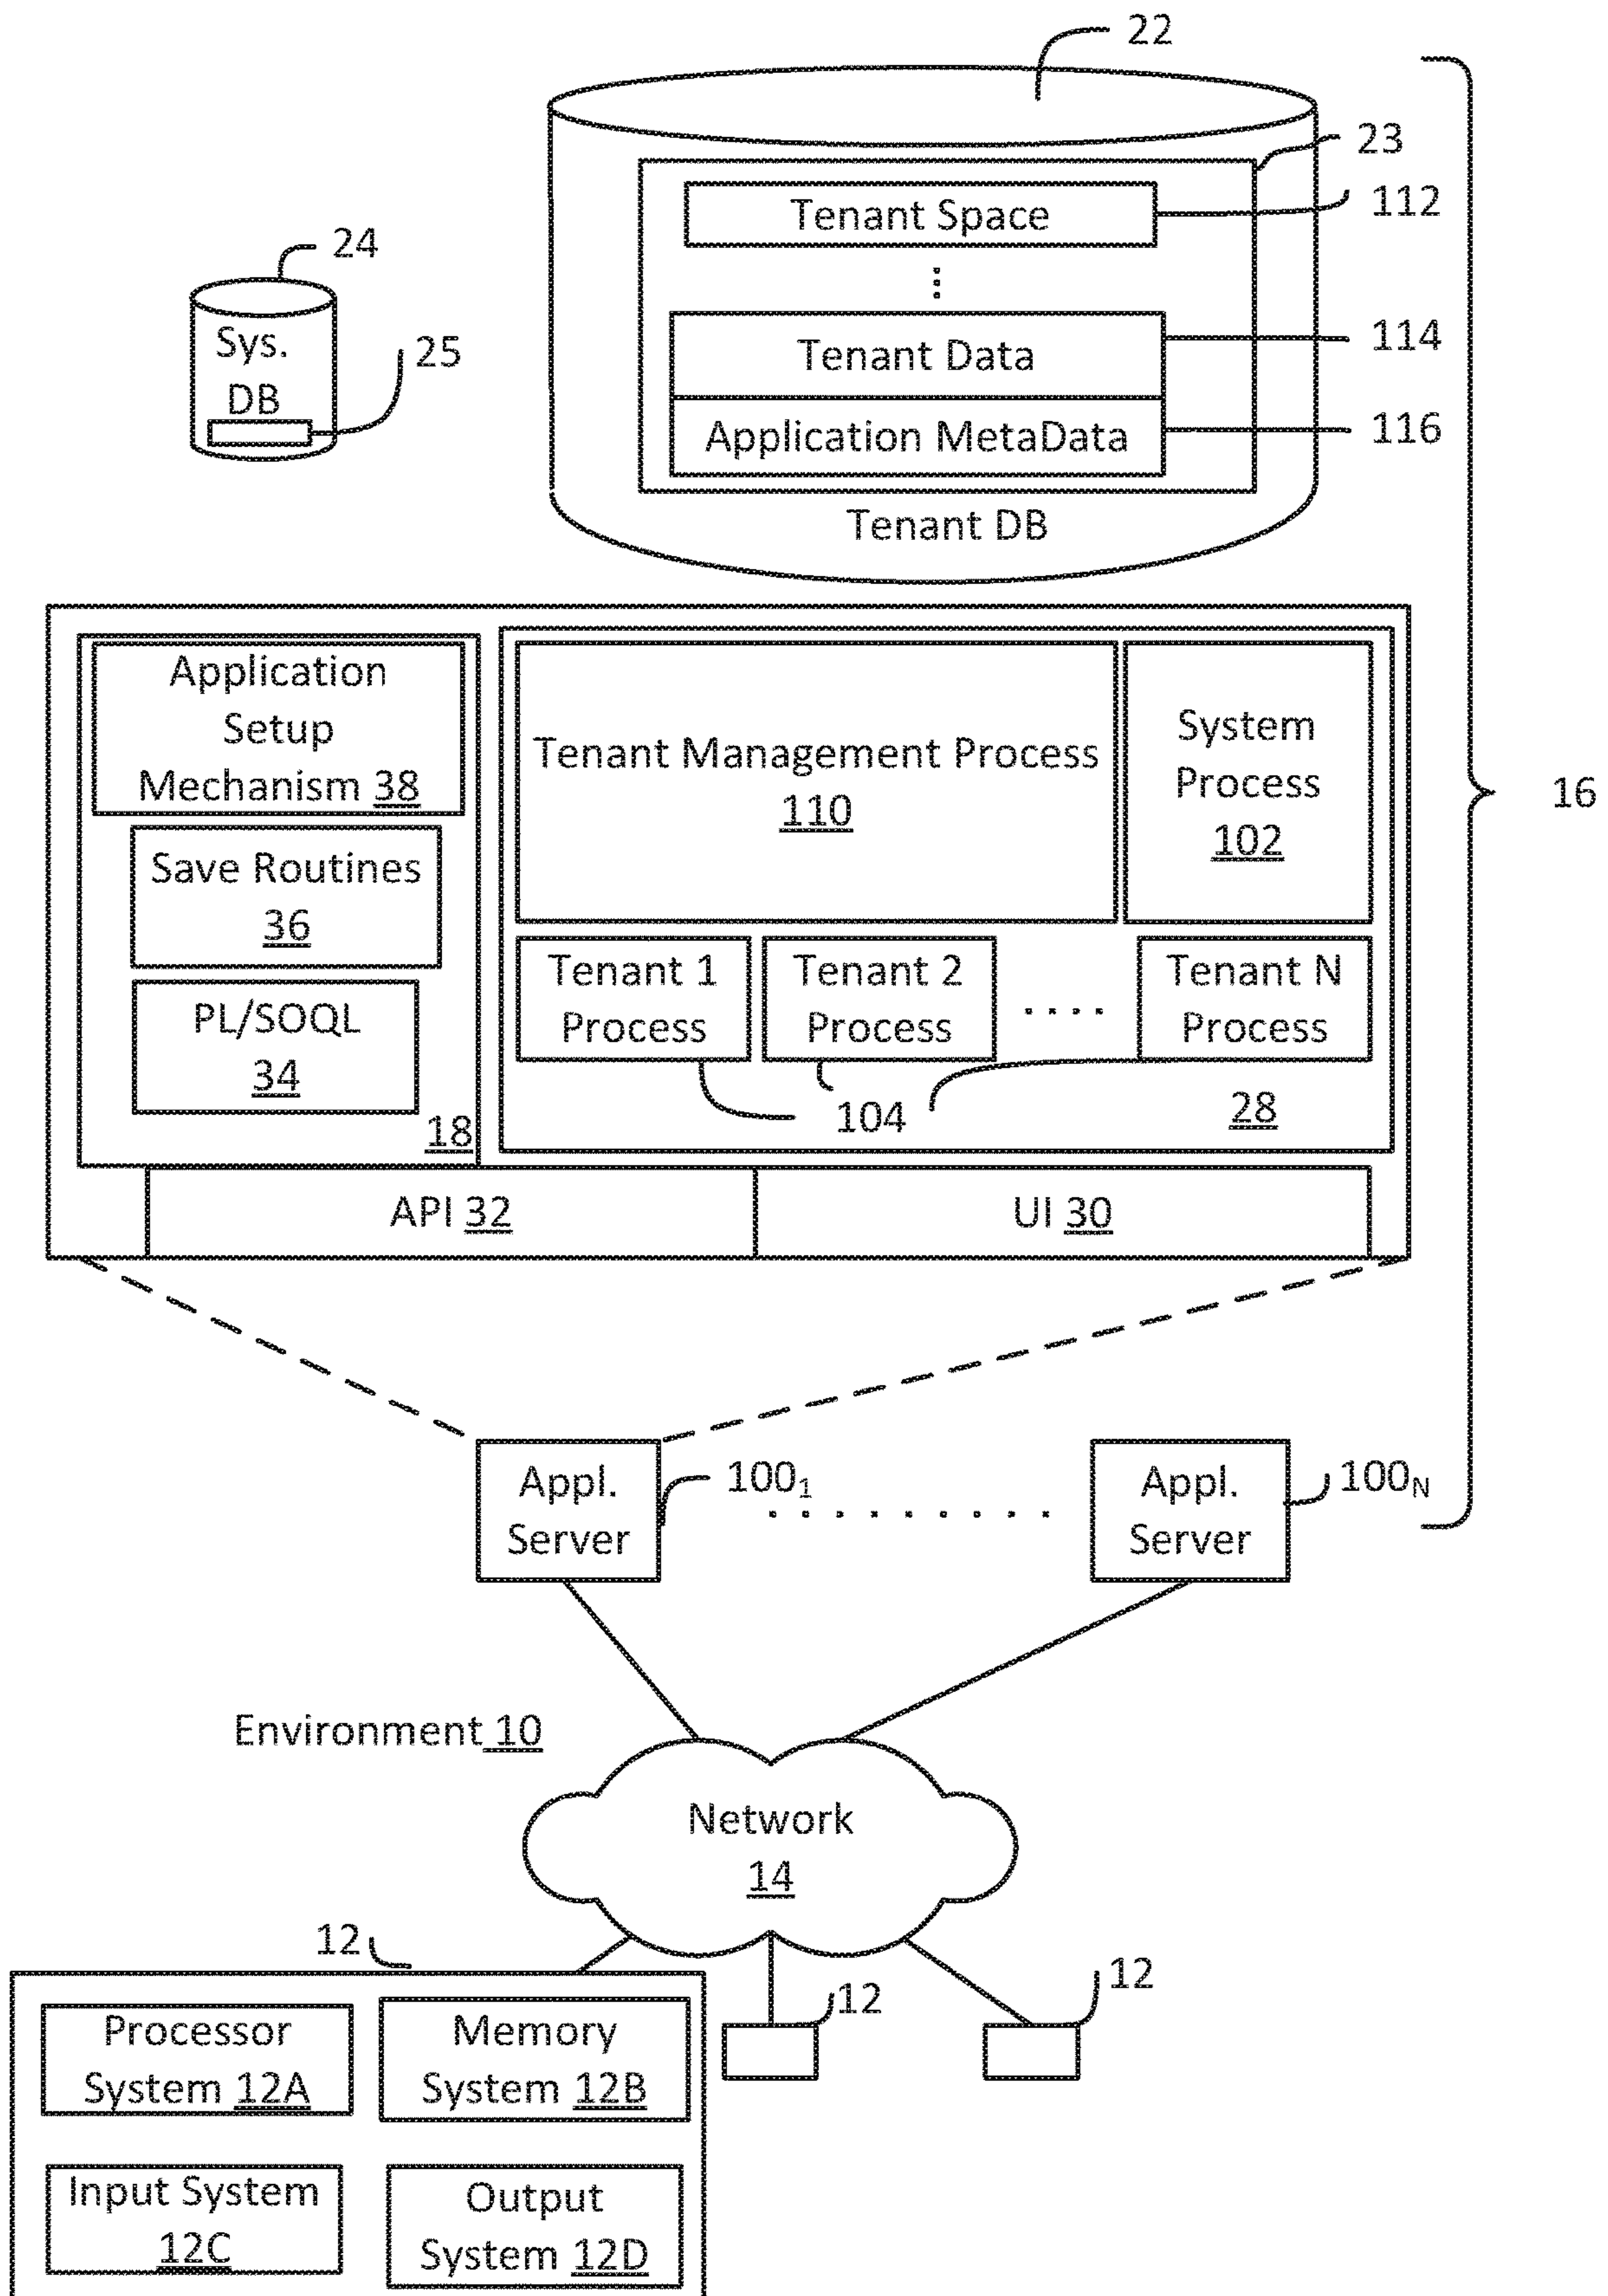 22
23
Tenant Space
112
24
Sys.
DB
25
Tenant Data
114
Application MetaData
116
Tenant DB
Application
Setup
Mechanism 38
Tenant Management Process
110
System
Process
102
16
Save Routines
36
Tenant 1
Process
Tenant 2
Process
Tenant N
Process
PL/SOQL
34
18
104
28
API 32
UI 30
Appl.
Server
100₁
Appl.
Server
100N
Environment 10
Network
14
12
12
12
Processor
System 12A
Memory
System 12B
Input System
12C
Output
System 12D